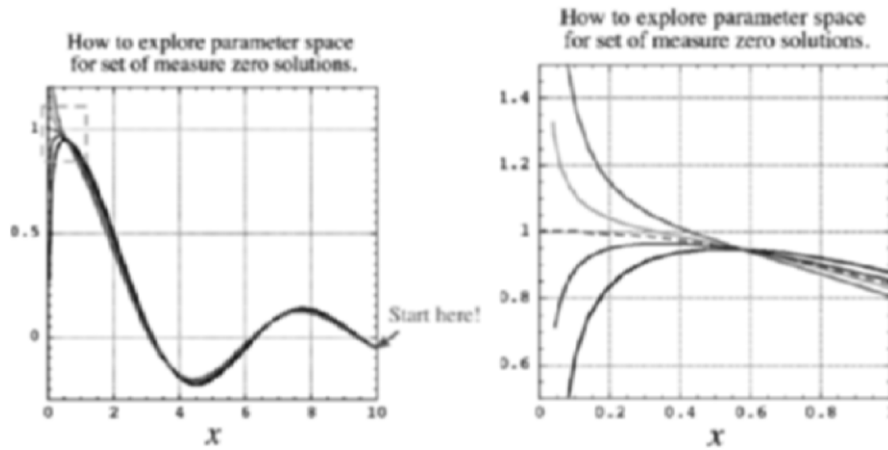 How to explore parameter space
for set of measure zero solutions.
1
0.5
0
0 2 4 6 8 10
x
Start here!
How to explore parameter space
for set of measure zero solutions.
1.4
1.2
1
0.8
0.6
0 0.2 0.4 0.6 0.8 1
x